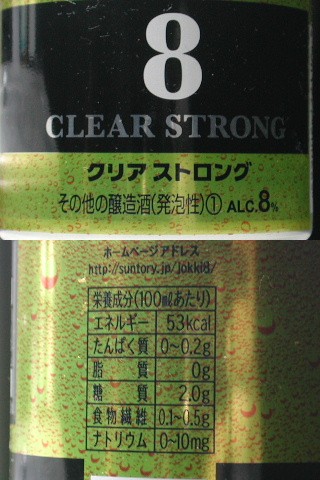 8
CLEAR STRONG
クリア ストロング
その他の醸造酒(発泡性)① ALC.8%
ホームページアドレス
http://suntory.jp/jokki8/
栄養成分(100mlあたり)
エネルギー 53kcal
たんぱく質 0~0.2g
脂質 0g
糖質 2.0g
食物繊維 0.1~0.5g
ナトリウム 0~10mg